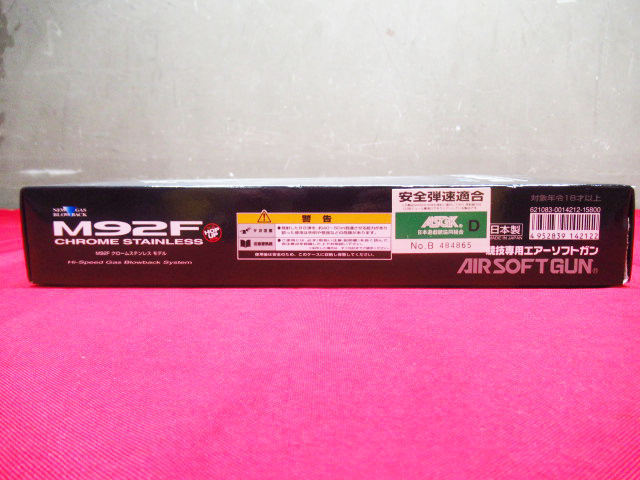 NEW GAS
BLOWBACK
M92F
HOP UP
CHROME STAINLESS
M92F クロームステンレス モデル
Hi-Speed Gas Blowback System
警告
安全弾速適合
ASGK
D
日本遊戯銃協同組合
No.B 484865
対象年令18才以上
621083-0014212-15800
日本製
MADE IN JAPAN
4 952839 142122
競技専用エアーソフトガン
AIR SOFT GUN®